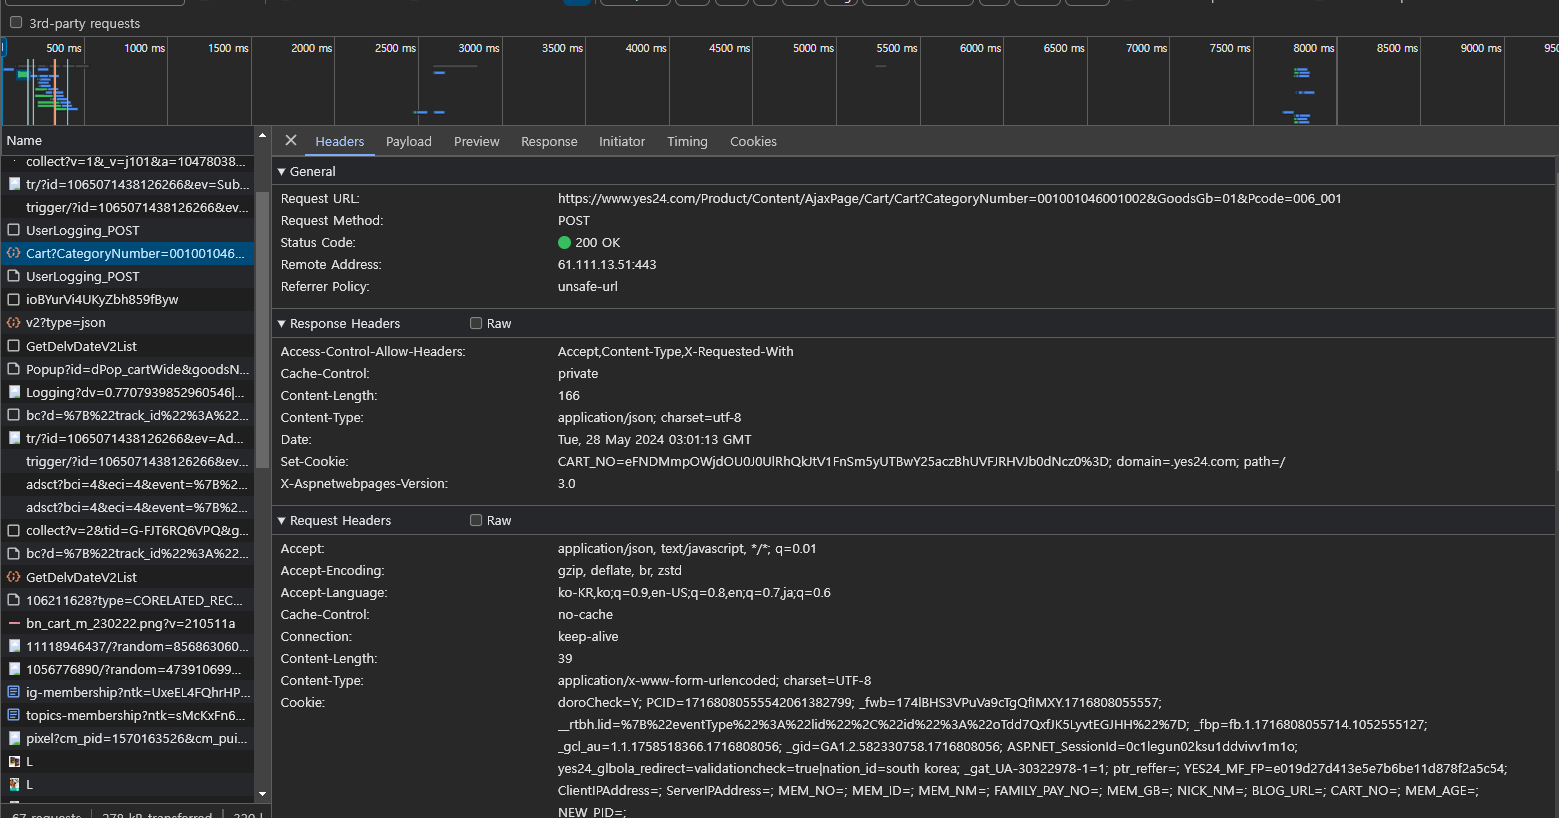 3rd-party requests
500 ms 1000 ms 1500 ms 2000 ms 2500 ms 3000 ms 3500 ms 4000 ms 4500 ms 5000 ms 5500 ms 6000 ms 6500 ms 7000 ms 7500 ms 8000 ms 8500 ms 9000 ms 950
Name
collect?v=1&_v=j101&a=10478038...
tr/?id=1065071438126266&ev=Sub...
trigger/?id=1065071438126266&ev...
UserLogging_POST
Cart?CategoryNumber=001001046...
UserLogging_POST
ioBYurVi4UKyZbh859fByw
v2?type=json
GetDelvDateV2List
Popup?id=dPop_cartWide&goodsN...
Logging?dv=0.7707939852960546|...
bc?d=%7B%22track_id%22%3A%22...
tr/?id=1065071438126266&ev=Ad...
trigger/?id=1065071438126266&ev...
adsct?bci=4&eci=4&event=%7B%2...
adsct?bci=4&eci=4&event=%7B%2...
collect?v=2&tid=G-FJT6RQ6VPQ&g...
bc?d=%7B%22track_id%22%3A%22...
GetDelvDateV2List
106211628?type=CORELATED_REC...
bn_cart_m_230222.png?v=210511a
11118946437/?random=856863060...
1056776890/?random=473910699...
ig-membership?ntk=UxeEL4FQhrHP...
topics-membership?ntk=sMcKxFn6...
pixel?cm_pid=1570163526&cm_pui...
L
L
67 requests 278 kB transferred
Headers Payload Preview Response Initiator Timing Cookies
General
Request URL: https://www.yes24.com/Product/Content/AjaxPage/Cart/Cart?CategoryNumber=001001046001002&GoodsGb=01&Pcode=006_001
Request Method: POST
Status Code: 200 OK
Remote Address: 61.111.13.51:443
Referrer Policy: unsafe-url
Response Headers Raw
Access-Control-Allow-Headers: Accept,Content-Type,X-Requested-With
Cache-Control: private
Content-Length: 166
Content-Type: application/json; charset=utf-8
Date: Tue, 28 May 2024 03:01:13 GMT
Set-Cookie: CART_NO=eFNDMmpOWjdOU0J0UlRhQkJtV1FnSm5yUTBwY25aczBhUVFJRHVJb0dNcz0%3D; domain=.yes24.com; path=/
X-Aspnetwebpages-Version: 3.0
Request Headers Raw
Accept: application/json, text/javascript, */*; q=0.01
Accept-Encoding: gzip, deflate, br, zstd
Accept-Language: ko-KR,ko;q=0.9,en-US;q=0.8,en;q=0.7,ja;q=0.6
Cache-Control: no-cache
Connection: keep-alive
Content-Length: 39
Content-Type: application/x-www-form-urlencoded; charset=UTF-8
Cookie: doroCheck=Y; PCID=17168080555542061382799; _fwb=174lBHS3VPuVa9cTgQfIMXY.1716808055557;
__rtbh.lid=%7B%22eventType%22%3A%22lid%22%2C%22id%22%3A%22oTdd7QxfJK5LyvtEGJHH%22%7D; _fbp=fb.1.1716808055714.1052555127;
_gcl_au=1.1.1758518366.1716808056; _gid=GA1.2.582330758.1716808056; ASP.NET_SessionId=0c1legun02ksu1ddvivv1m1o;
yes24_glbola_redirect=validationcheck=true|nation_id=south korea; _gat_UA-30322978-1=1; ptr_reffer=; YES24_MF_FP=e019d27d413e5e7b6be11d878f2a5c54;
ClientIPAddress=; ServerIPAddress=; MEM_NO=; MEM_ID=; MEM_NM=; FAMILY_PAY_NO=; MEM_GB=; NICK_NM=; BLOG_URL=; CART_NO=; MEM_AGE=;
NEW_PID=;